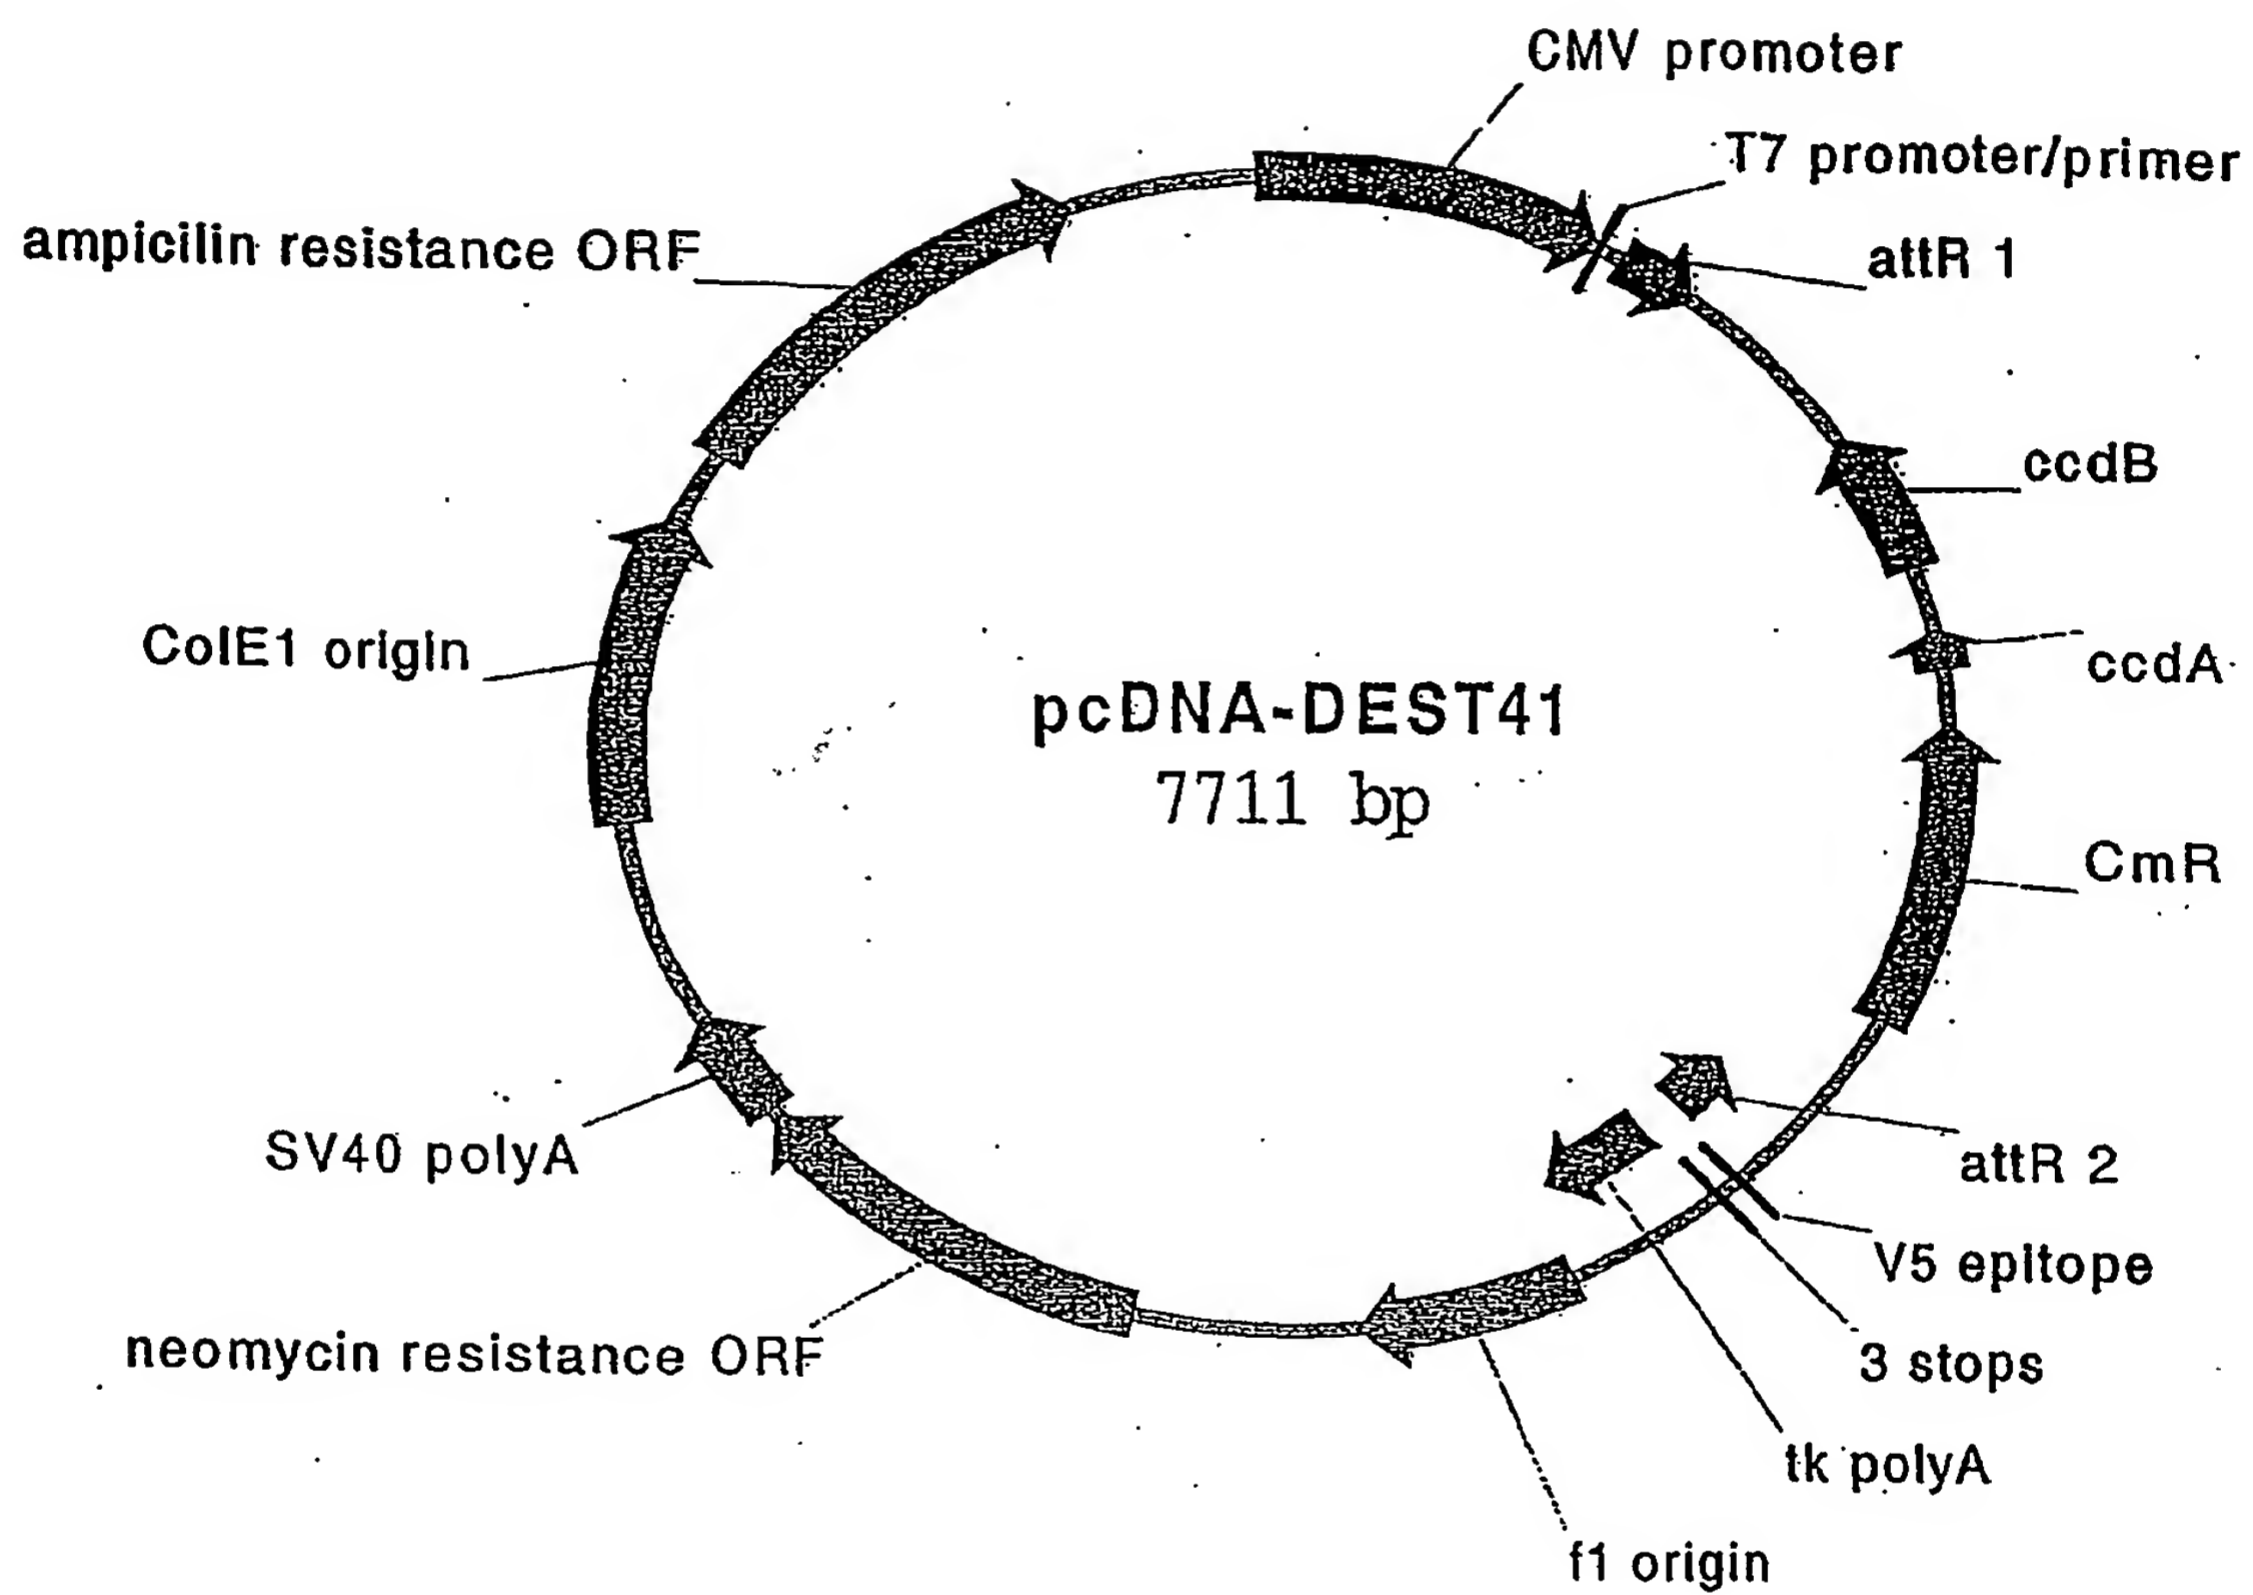 CMV promoter
T7 promoter/primer
ampicilin resistance ORF
attR 1
ccdB
ColE1 origin
ccdA
pcDNA-DEST41
7711 bp
CmR
SV40 polyA
attR 2
V5 epitope
neomycin resistance ORF
3 stops
tk polyA
f1 origin